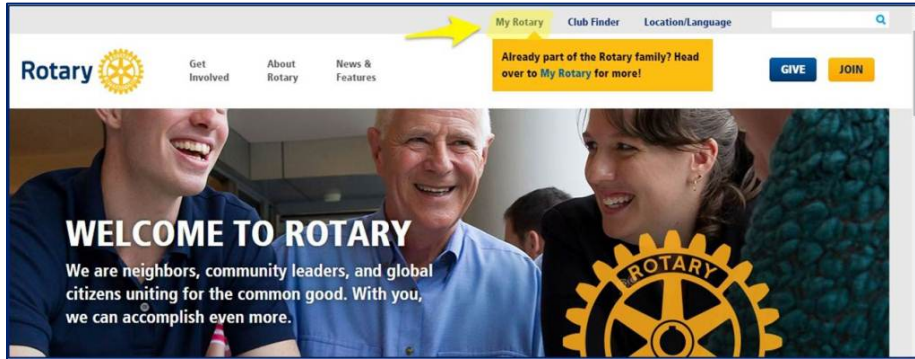 My Rotary Club Finder Location/Language
Rotary
Get
Involved
About
Rotary
News &
Features
Already part of the Rotary family? Head
over to My Rotary for more!
GIVE
JOIN
WELCOME TO ROTARY
We are neighbors, community leaders, and global
citizens uniting for the common good. With you,
we can accomplish even more.
ROTARY